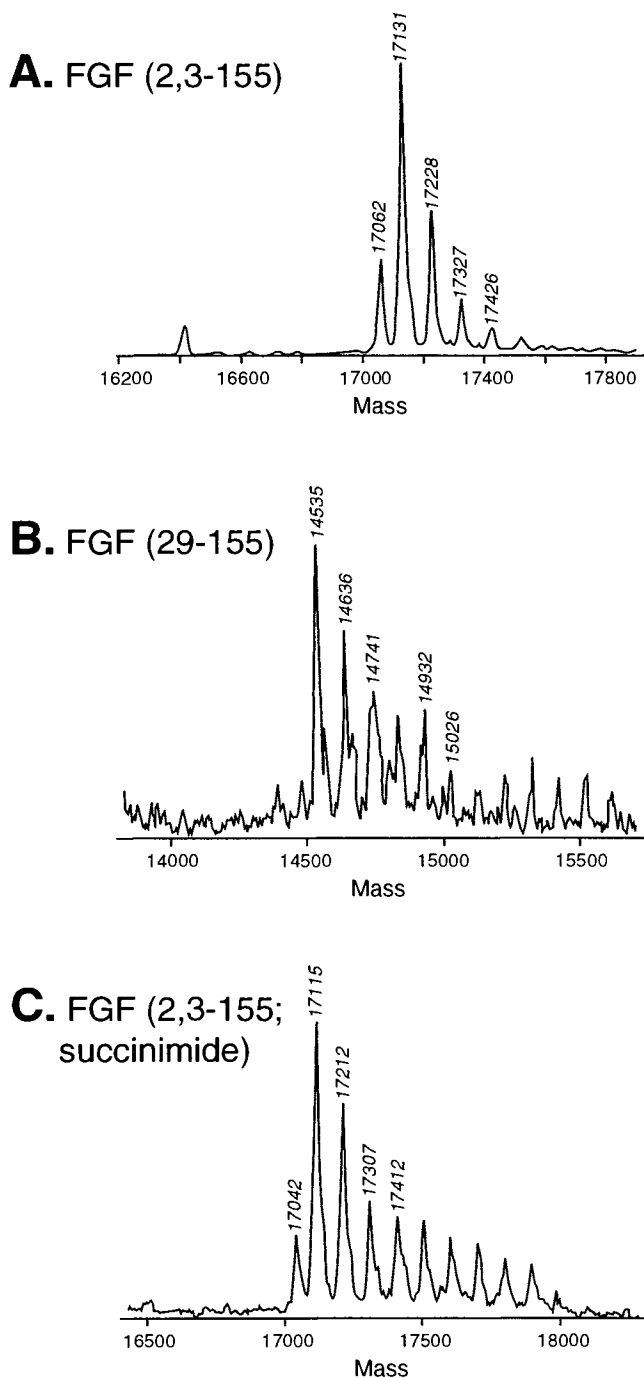 A. FGF (2,3-155)
17062
17131
17228
17327
17426
16200 16600 17000 17400 17800
Mass
B. FGF (29-155)
14535
14636
14741
14932
15026
14000 14500 15000 15500
Mass
C. FGF (2,3-155;
succinimide)
17042
17115
17212
17307
17412
16500 17000 17500 18000
Mass